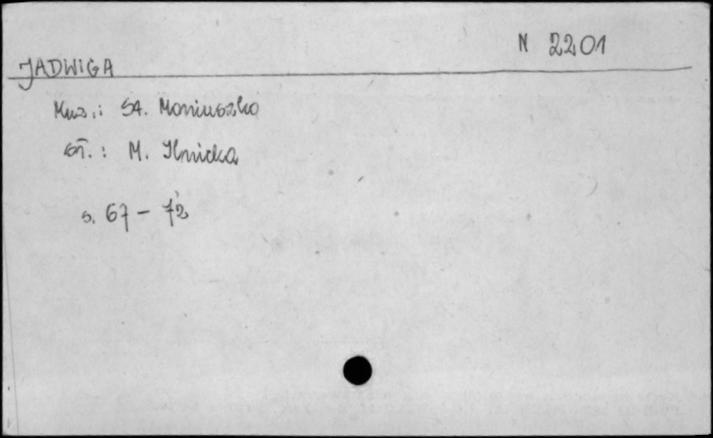 N 2201
JADWIGA
Muz.: St. Moniuszko
sł.: M. Ilnicka
s. 67 - 72